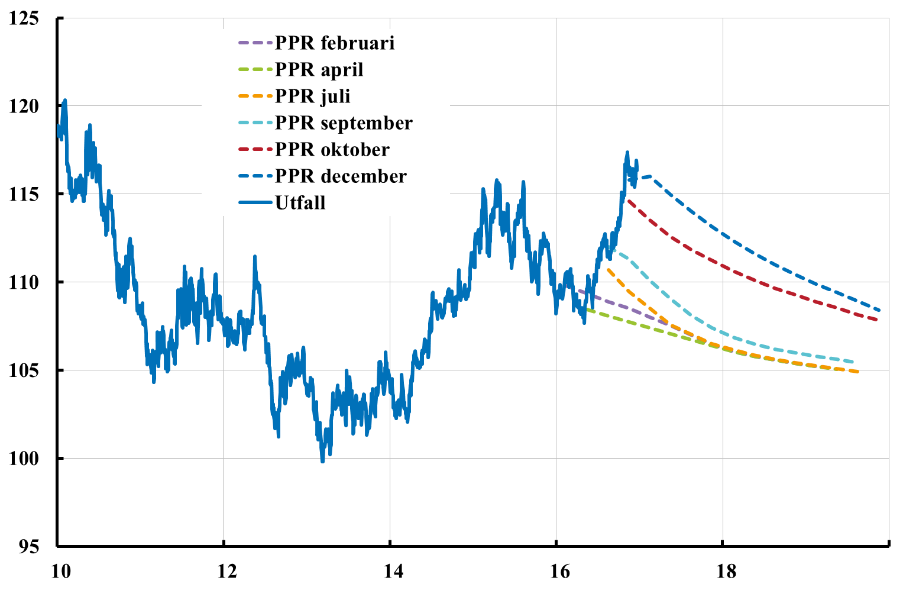 125
120
115
110
105
100
95
PPR februari
PPR april
PPR juli
PPR september
PPR oktober
PPR december
Utfall
10 12 14 16 18